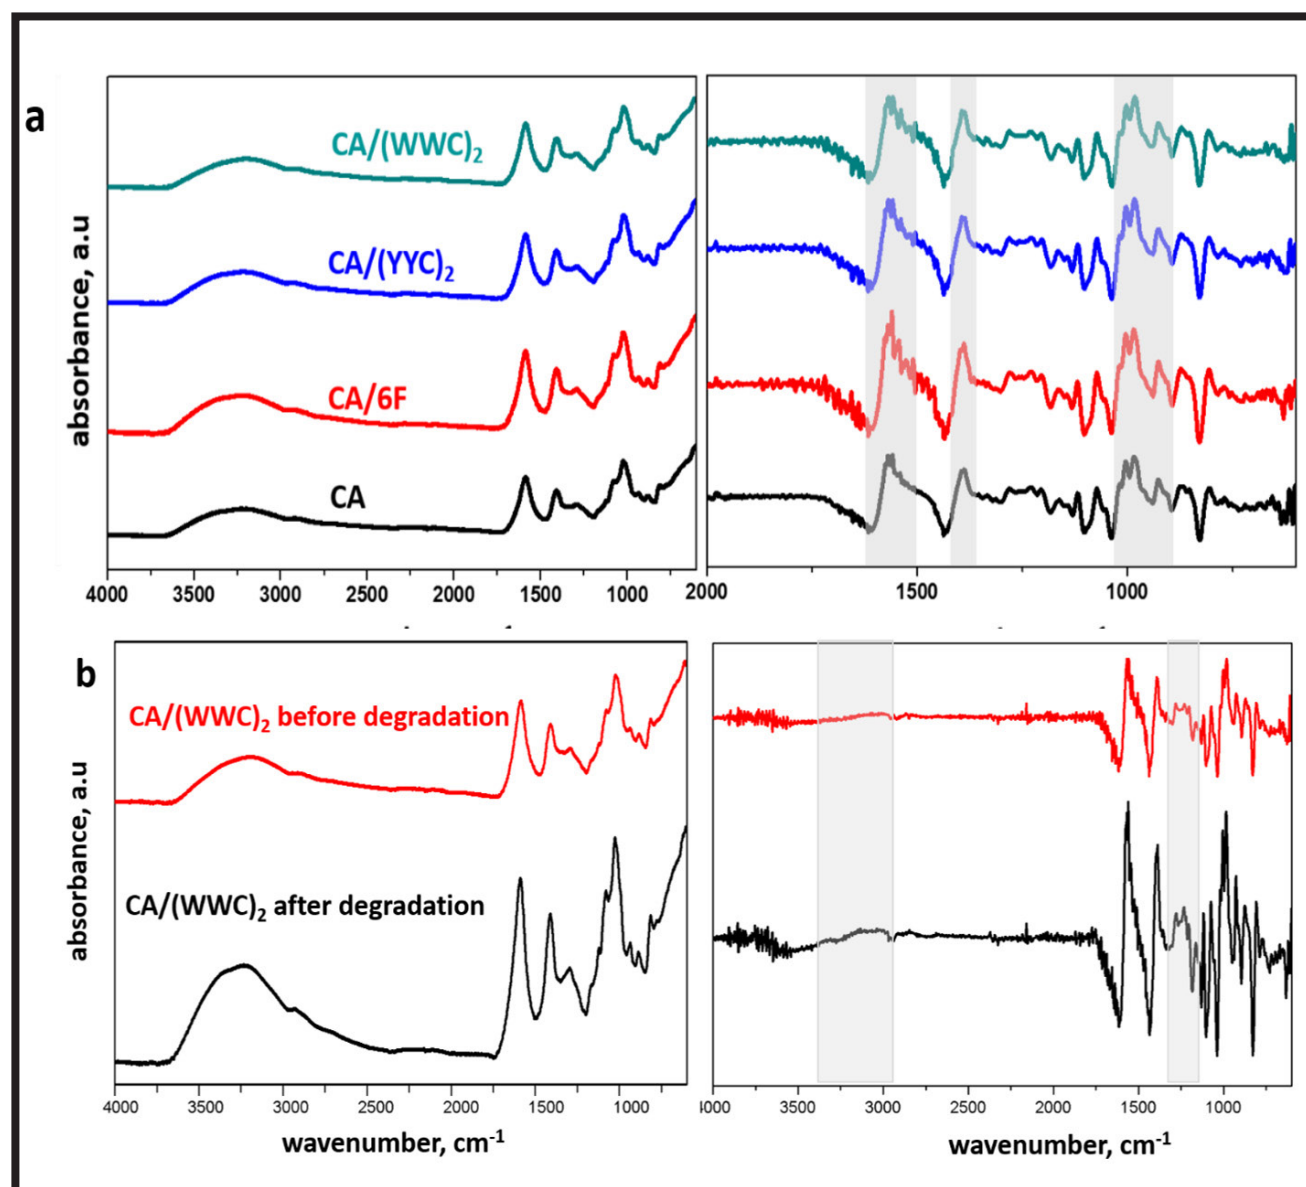 a
absorbance, a.u
CA/(WWC)₂
CA/(YYC)₂
CA/6F
CA
4000 3500 3000 2500 2000 1500 1000 2000 1500 1000
b
absorbance, a.u
CA/(WWC)₂ before degradation
CA/(WWC)₂ after degradation
4000 3500 3000 2500 2000 1500 1000 4000 3500 3000 2500 2000 1500 1000
wavenumber, cm⁻¹ wavenumber, cm⁻¹